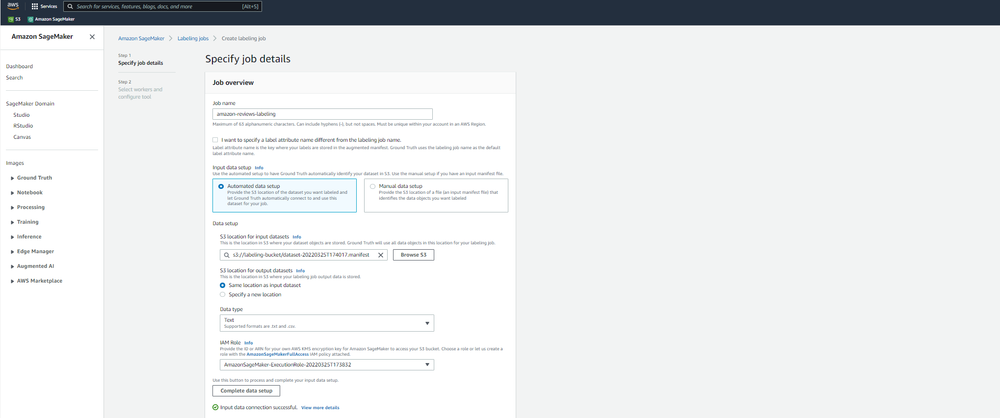 aws
Services
Search for services, features, blogs, docs, and more
[Alt+S]
S3
Amazon SageMaker
Amazon SageMaker
Dashboard
Search
SageMaker Domain
Studio
RStudio
Canvas
Images
Ground Truth
Notebook
Processing
Training
Inference
Edge Manager
Augmented AI
AWS Marketplace
Amazon SageMaker
Labeling jobs
Create labeling job
Step 1
Specify job details
Step 2
Select workers and
configure tool
Specify job details
Job overview
Job name
amazon-reviews-labeling
Maximum of 63 alphanumeric characters. Can include hyphens (-), but not spaces. Must be unique within your account in an AWS Region.
I want to specify a label attribute name different from the labeling job name.
Label attribute name is the key where your labels are stored in the augmented manifest. Ground Truth uses the labeling job name as the default
label attribute name.
Input data setup Info
Use the automated setup to have Ground Truth automatically identify your dataset in S3. Use the manual setup if you have an input manifest file.
Automated data setup
Provide the S3 location of the dataset you want labeled and
let Ground Truth automatically connect to and use this
dataset for your job.
Manual data setup
Provide the S3 location of a file (an input manifest file) that
identifies the data objects you want labeled
Data setup
S3 location for input datasets Info
This is the location in S3 where your dataset objects are stored. Ground Truth will use all data objects in this location for your labeling job.
s3://labeling-bucket/dataset-20220325T174017.manifest
Browse S3
S3 location for output datasets Info
This is the location in S3 where your labeling job output data is stored.
Same location as input dataset
Specify a new location
Data type
Text
Supported formats are .txt and .csv.
IAM Role Info
Provide the ID or ARN for your own AWS KMS encryption key for Amazon SageMaker to access your S3 bucket. Choose a role or let us create a
role with the AmazonSageMakerFullAccess IAM policy attached.
AmazonSageMaker-ExecutionRole-20220325T173832
Use this button to process and complete your input data setup.
Complete data setup
Input data connection successful. View more details